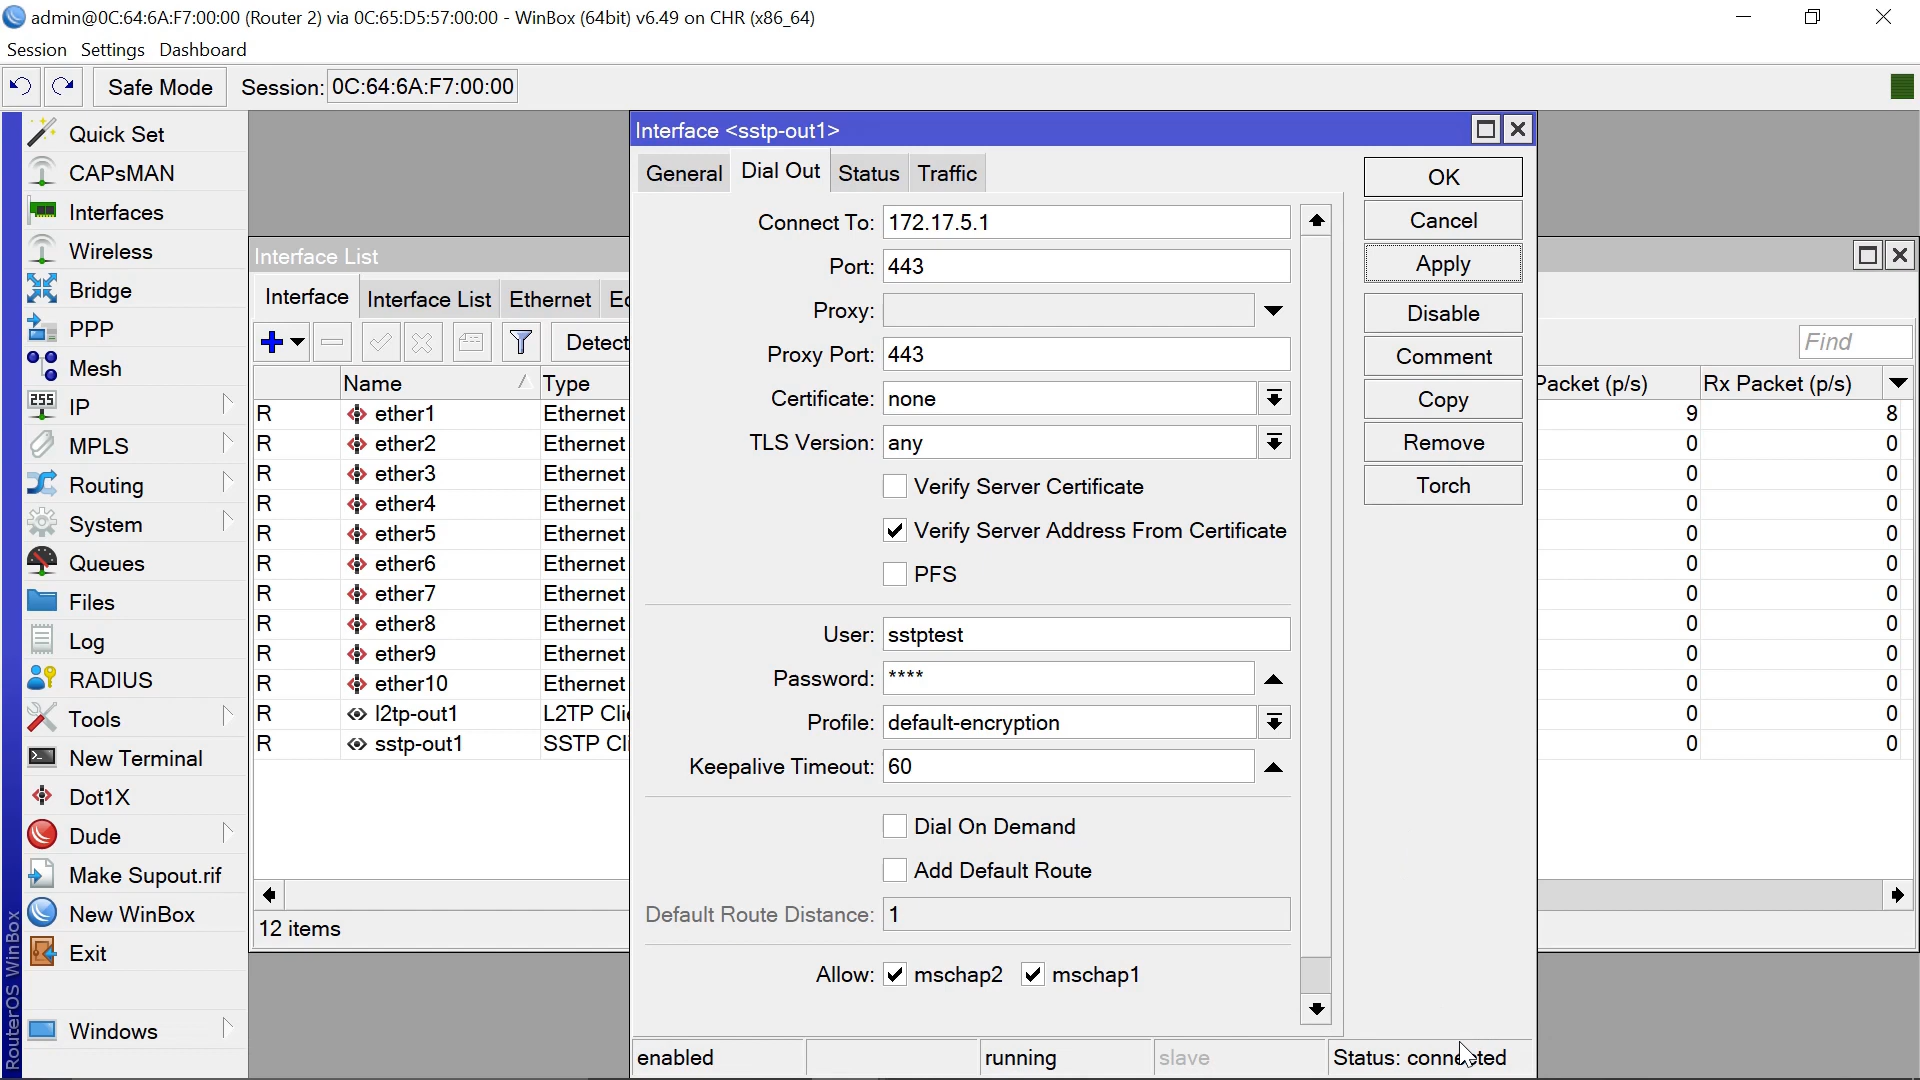 admin@0C:64:6A:F7:00:00 (Router 2) via 0C:65:D5:57:00:00 - WinBox (64bit) v6.49 on CHR (x86_64)
Session Settings Dashboard
Safe Mode Session: 0C:64:6A:F7:00:00
Quick Set
CAPsMAN
Interfaces
Wireless
Bridge
PPP
Mesh
IP
MPLS
Routing
System
Queues
Files
Log
RADIUS
Tools
New Terminal
Dot1X
Dude
Make Supout.rif
New WinBox
Exit
Windows
RouterOS WinBox
Interface List
Interface Interface List Ethernet
Detect
Find
Name Type
Packet (p/s) Rx Packet (p/s)
R ether1 Ethernet 9 8
R ether2 Ethernet 0 0
R ether3 Ethernet 0 0
R ether4 Ethernet 0 0
R ether5 Ethernet 0 0
R ether6 Ethernet 0 0
R ether7 Ethernet 0 0
R ether8 Ethernet 0 0
R ether9 Ethernet 0 0
R ether10 Ethernet 0 0
R l2tp-out1 L2TP Cli 0 0
R sstp-out1 SSTP Cl 0 0
12 items
Interface <sstp-out1>
General Dial Out Status Traffic
Connect To: 172.17.5.1
Port: 443
Proxy:
Proxy Port: 443
Certificate: none
TLS Version: any
Verify Server Certificate
Verify Server Address From Certificate
PFS
User: sstptest
Password: ****
Profile: default-encryption
Keepalive Timeout: 60
Dial On Demand
Add Default Route
Default Route Distance: 1
Allow: mschap2 mschap1
OK
Cancel
Apply
Disable
Comment
Copy
Remove
Torch
enabled running slave Status: connected